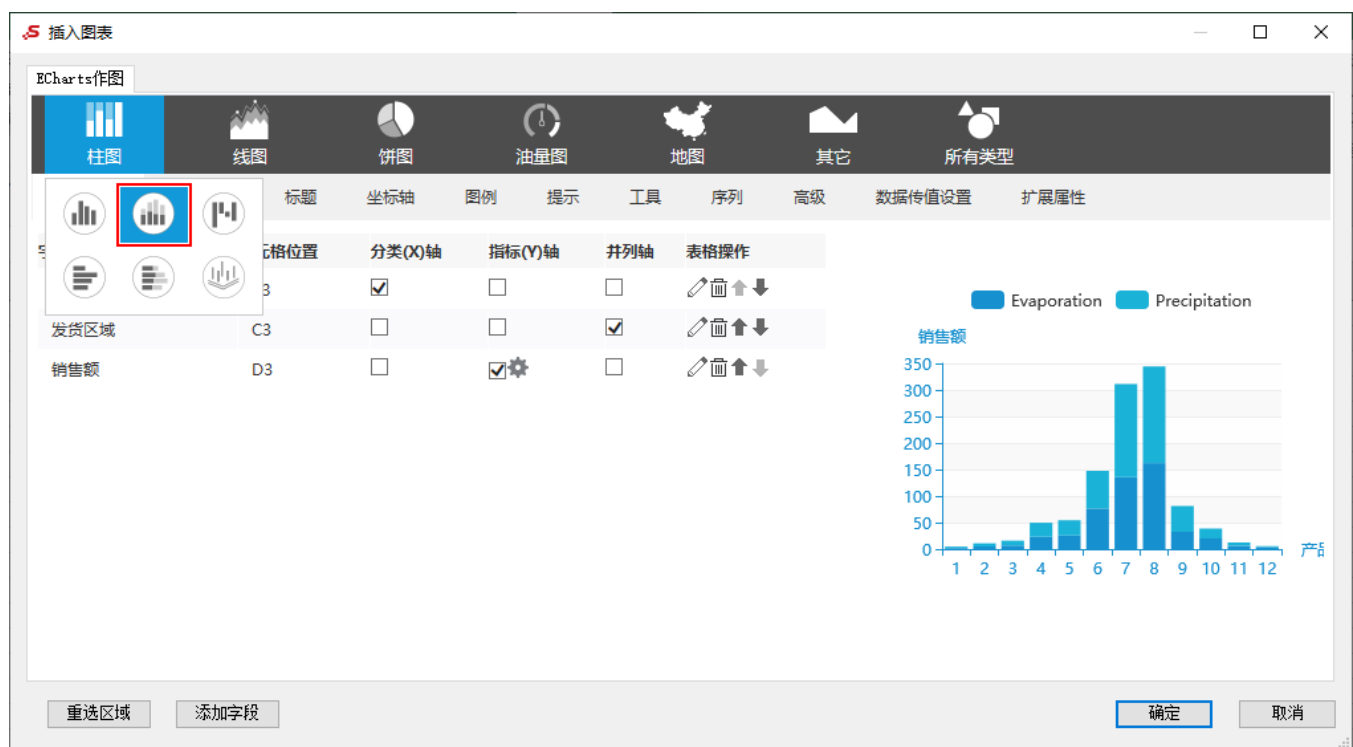 插入图表
ECharts作图
柱图 线图 饼图 油量图 地图 其它 所有类型
标题 坐标轴 图例 提示 工具 序列 高级 数据传值设置 扩展属性
格位置 分类(X)轴 指标(Y)轴 并列轴 表格操作
3
发货区域 C3
销售额 D3
Evaporation Precipitation
销售额
350
300
250
200
150
100
50
0
产品
1 2 3 4 5 6 7 8 9 10 11 12
重选区域 添加字段 确定 取消